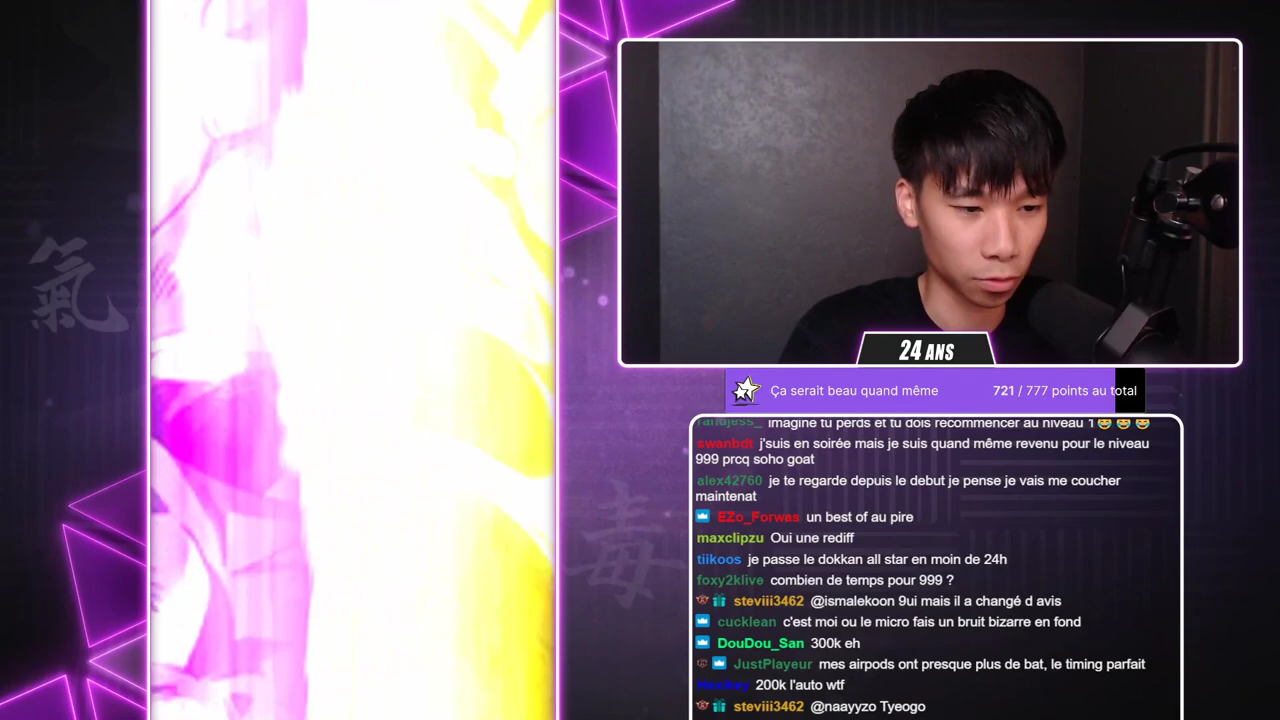 氣
毒
24 ANS
Ça serait beau quand même 721 / 777 points au total
randjess_ imagine tu perds et tu dois recommencer au niveau 1😂😂😂
swanbdt j'suis en soirée mais je suis quand même revenu pour le niveau
999 prcq soho goat
alex42760 je te regarde depuis le debut je pense je vais me coucher
maintenat
EZo_Forwas un best of au pire
maxclipzu Oui une rediff
tiikoos je passe le dokkan all star en moin de 24h
foxy2klive combien de temps pour 999 ?
steviii3462 @ismalekoon 9ui mais il a changé d avis
cucklean c'est moi ou le micro fais un bruit bizarre en fond
DouDou_San 300k eh
JustPlayeur mes airpods ont presque plus de bat, le timing parfait
200k l'auto wtf
steviii3462 @naayyzo Tyeogo